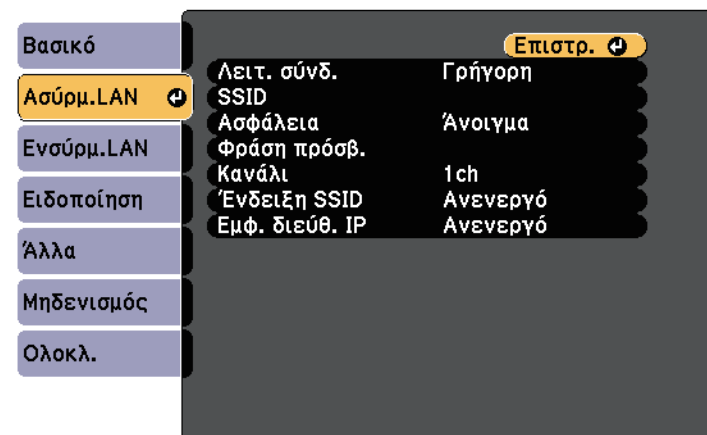 Βασικό
Ασύρμ.LAN
Ενσύρμ.LAN
Ειδοποίηση
Άλλα
Μηδενισμός
Ολοκλ.
Επιστρ.
Λειτ. σύνδ. Γρήγορη
SSID
Ασφάλεια Άνοιγμα
Φράση πρόσβ.
Κανάλι 1ch
Ένδειξη SSID Ανενεργό
Εμφ. διεύθ. IP Ανενεργό